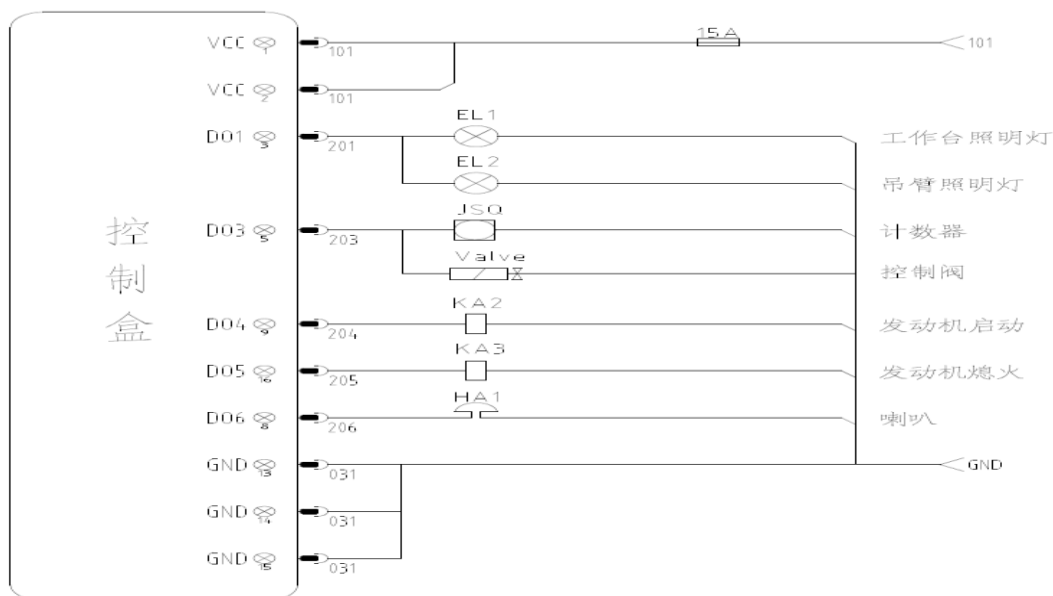 15A
VCC 1 101 101
VCC 2 101
EL1
DO1 3 201 工作台照明灯
EL2
吊臂照明灯
JSQ
DO3 5 203 计数器
Valve
控制阀
控
制
盒
KA2
DO4 9 204 发动机启动
KA3
DO5 16 205 发动机熄火
HA1
DO6 8 206 喇叭
GND 13 031 GND
GND 14 031
GND 15 031